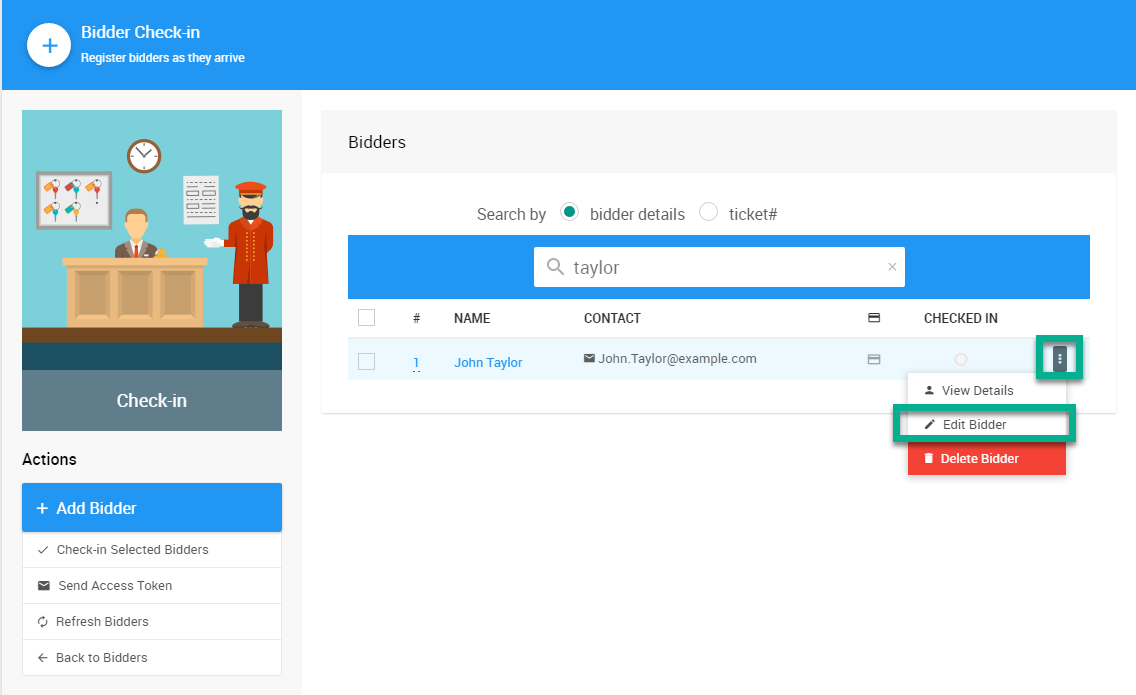 Bidder Check-in
Register bidders as they arrive
Check-in
Actions
Add Bidder
Check-in Selected Bidders
Send Access Token
Refresh Bidders
Back to Bidders
Bidders
Search by bidder details ticket#
taylor
# NAME CONTACT CHECKED IN
1 John Taylor John.Taylor@example.com
View Details
Edit Bidder
Delete Bidder